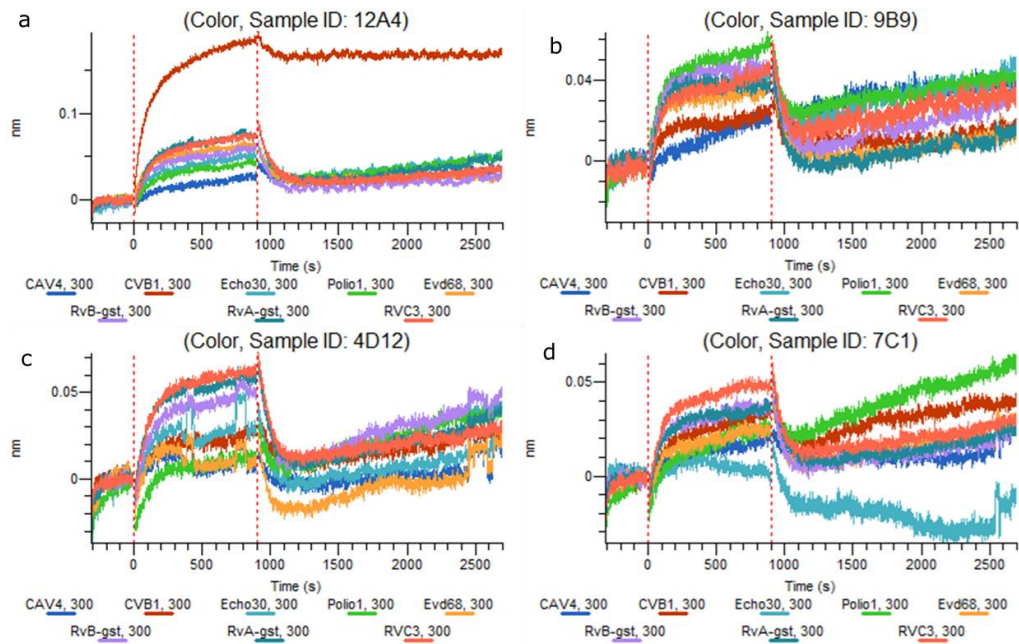 a
(Color, Sample ID: 12A4)
0.1
0
nm
0
500
1000
1500
2000
2500
Time (s)
CAV4, 300
CVB1, 300
Echo30, 300
Polio1, 300
Evd68, 300
RvB-gst, 300
RvA-gst, 300
RVC3, 300
b
(Color, Sample ID: 9B9)
0.04
0
nm
0
500
1000
1500
2000
2500
Time (s)
CAV4, 300
CVB1, 300
Echo30, 300
Polio1, 300
Evd68, 300
RvB-gst, 300
RvA-gst, 300
RVC3, 300
c
(Color, Sample ID: 4D12)
0.05
0
nm
0
500
1000
1500
2000
2500
Time (s)
CAV4, 300
CVB1, 300
Echo30, 300
Polio1, 300
Evd68, 300
RvB-gst, 300
RvA-gst, 300
RVC3, 300
d
(Color, Sample ID: 7C1)
0.05
0
nm
0
500
1000
1500
2000
2500
Time (s)
CAV4, 300
CVB1, 300
Echo30, 300
Polio1, 300
Evd68, 300
RvB-gst, 300
RvA-gst, 300
RVC3, 300